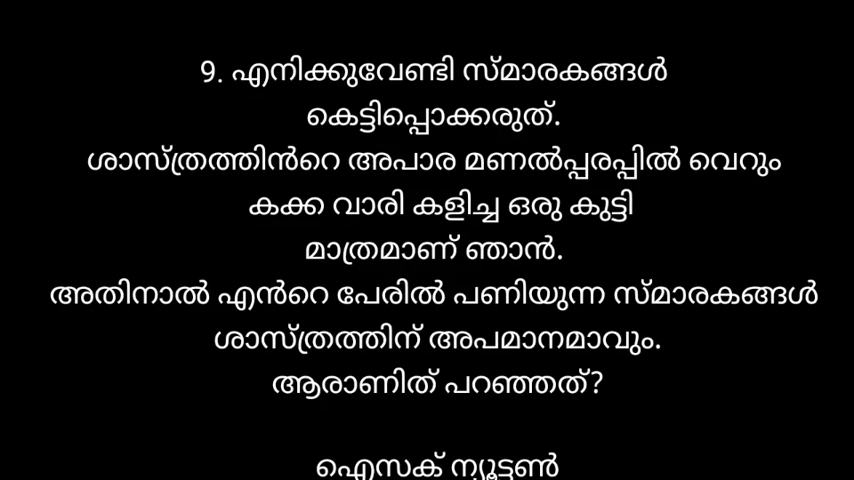 9. എനിക്കുവേണ്ടി സ്മാരകങ്ങൾ
കെട്ടിപ്പൊക്കരുത്.
ശാസ്ത്രത്തിൻറെ അപാര മണൽപ്പരപ്പിൽ വെറും
കക്ക വാരി കളിച്ച ഒരു കുട്ടി
മാത്രമാണ് ഞാൻ.
അതിനാൽ എൻറെ പേരിൽ പണിയുന്ന സ്മാരകങ്ങൾ
ശാസ്ത്രത്തിന് അപമാനമാവും.
ആരാണിത് പറഞ്ഞത്?
ഐസക് ന്യൂട്ടൺ